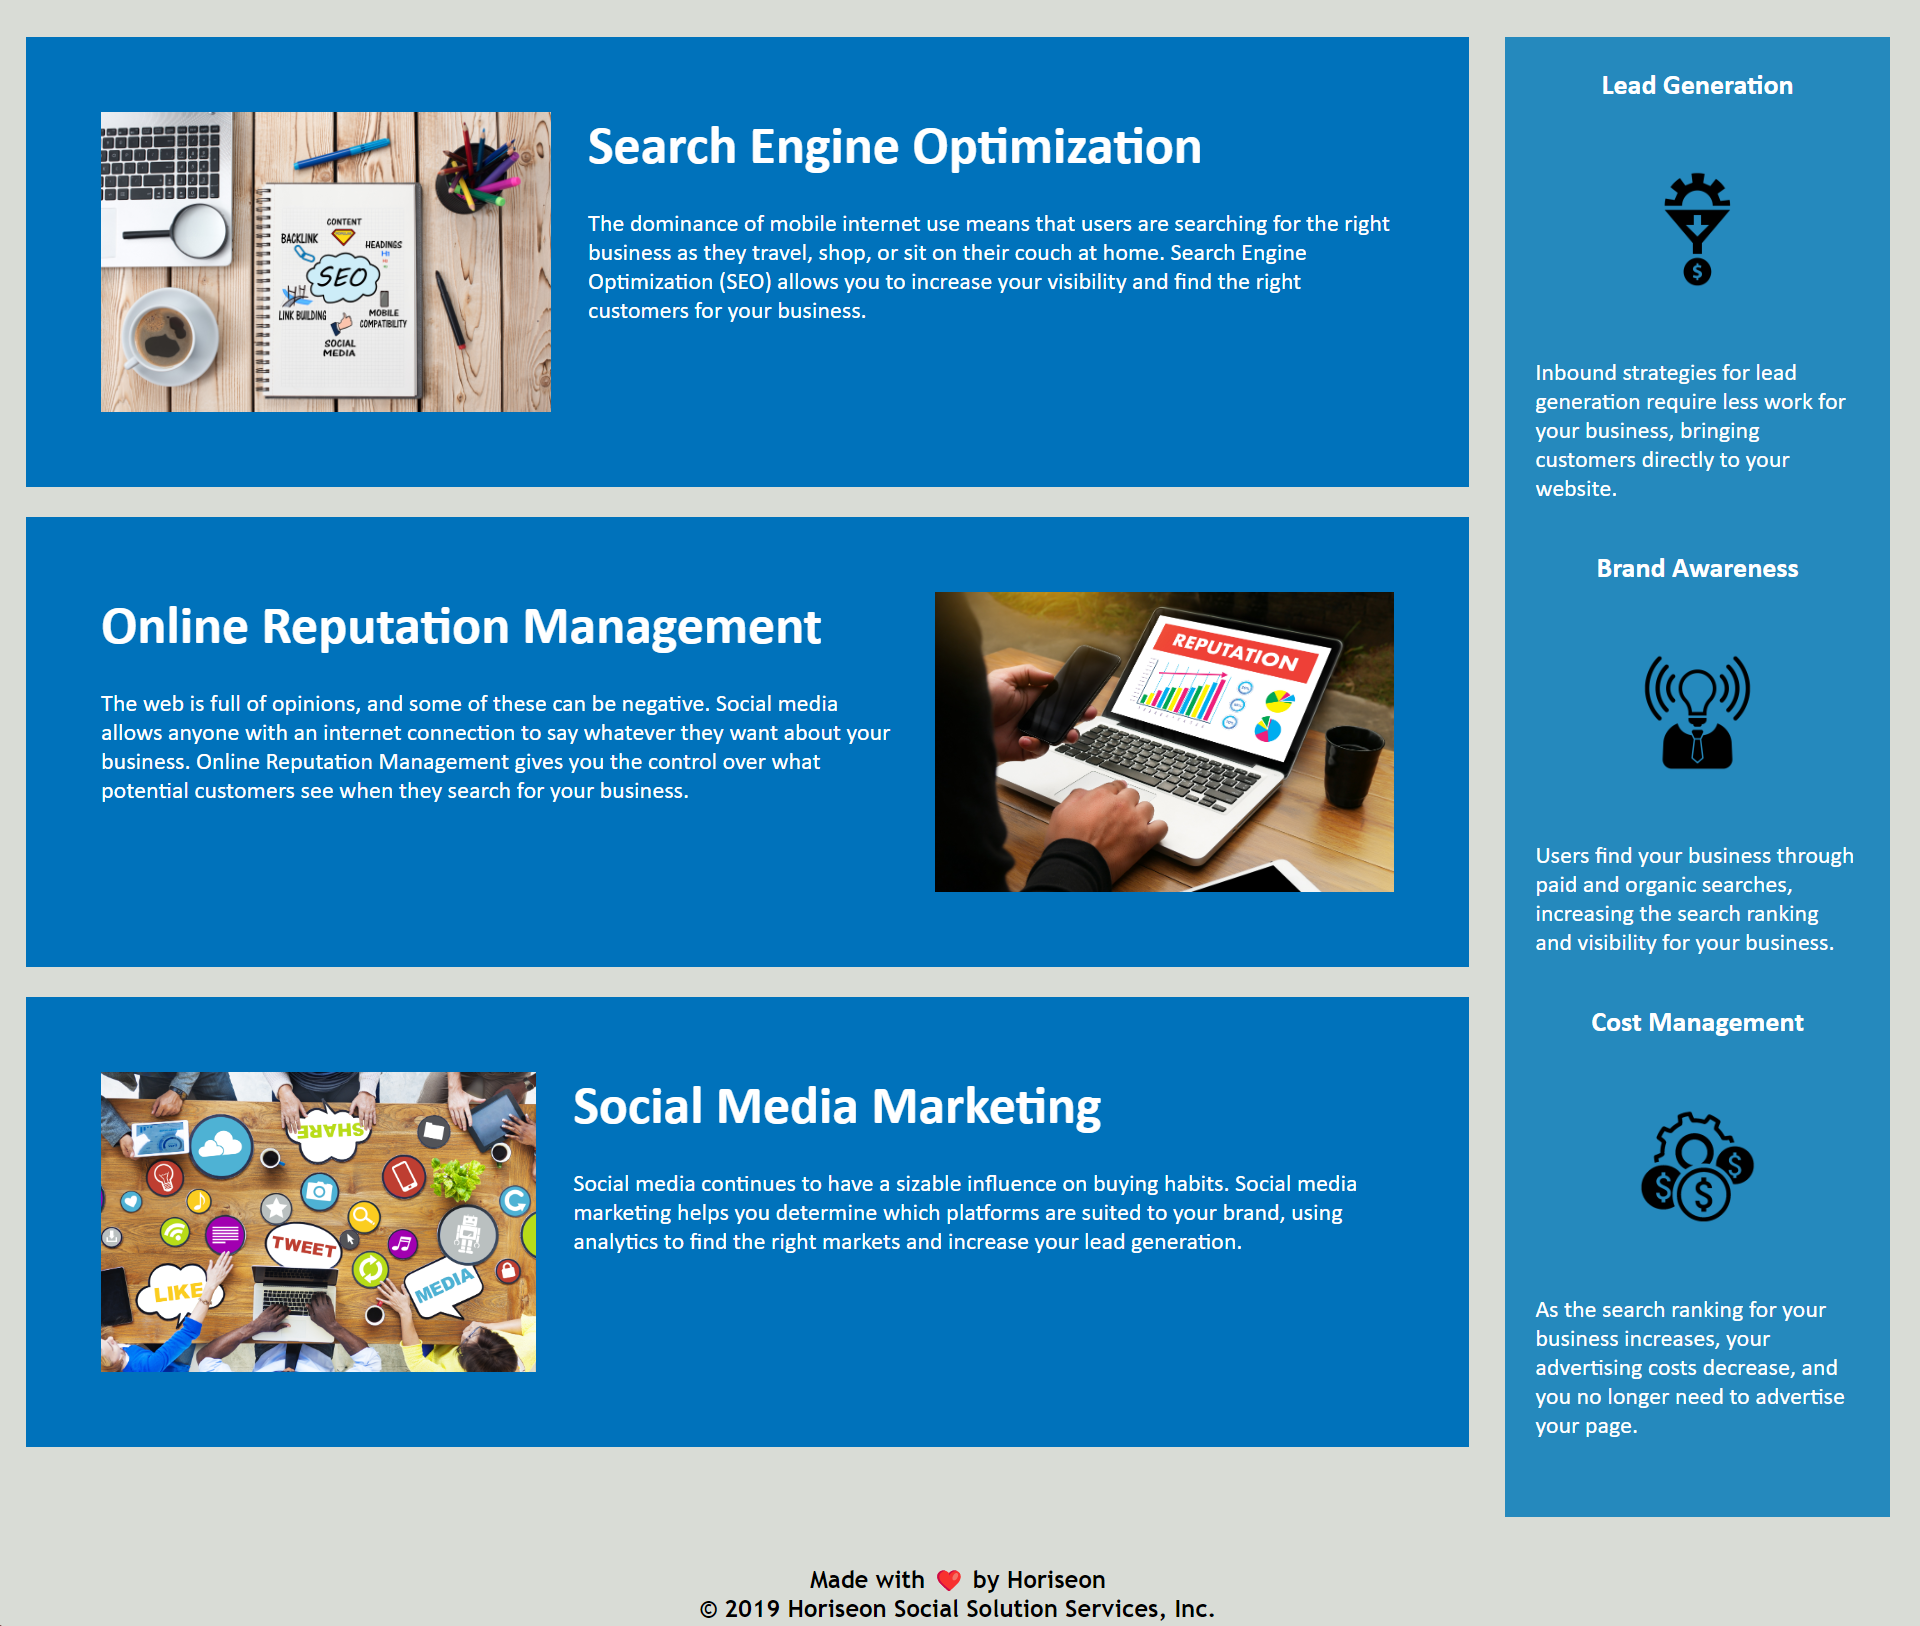 Search Engine Optimization
The dominance of mobile internet use means that users are searching for the right
business as they travel, shop, or sit on their couch at home. Search Engine
Optimization (SEO) allows you to increase your visibility and find the right
customers for your business.
CONTENT
BACKLINK
HEADINGS
H1
SEO
LINK BUILDING
MOBILE
COMPATIBILITY
SOCIAL
MEDIA
Online Reputation Management
The web is full of opinions, and some of these can be negative. Social media
allows anyone with an internet connection to say whatever they want about your
business. Online Reputation Management gives you the control over what
potential customers see when they search for your business.
REPUTATION
Social Media Marketing
Social media continues to have a sizable influence on buying habits. Social media
marketing helps you determine which platforms are suited to your brand, using
analytics to find the right markets and increase your lead generation.
SHARE
TWEET
LIKE
MEDIA
Lead Generation
$
Inbound strategies for lead
generation require less work for
your business, bringing
customers directly to your
website.
Brand Awareness
Users find your business through
paid and organic searches,
increasing the search ranking
and visibility for your business.
Cost Management
$
$
$
As the search ranking for your
business increases, your
advertising costs decrease, and
you no longer need to advertise
your page.
Made with ❤️ by Horiseon
© 2019 Horiseon Social Solution Services, Inc.